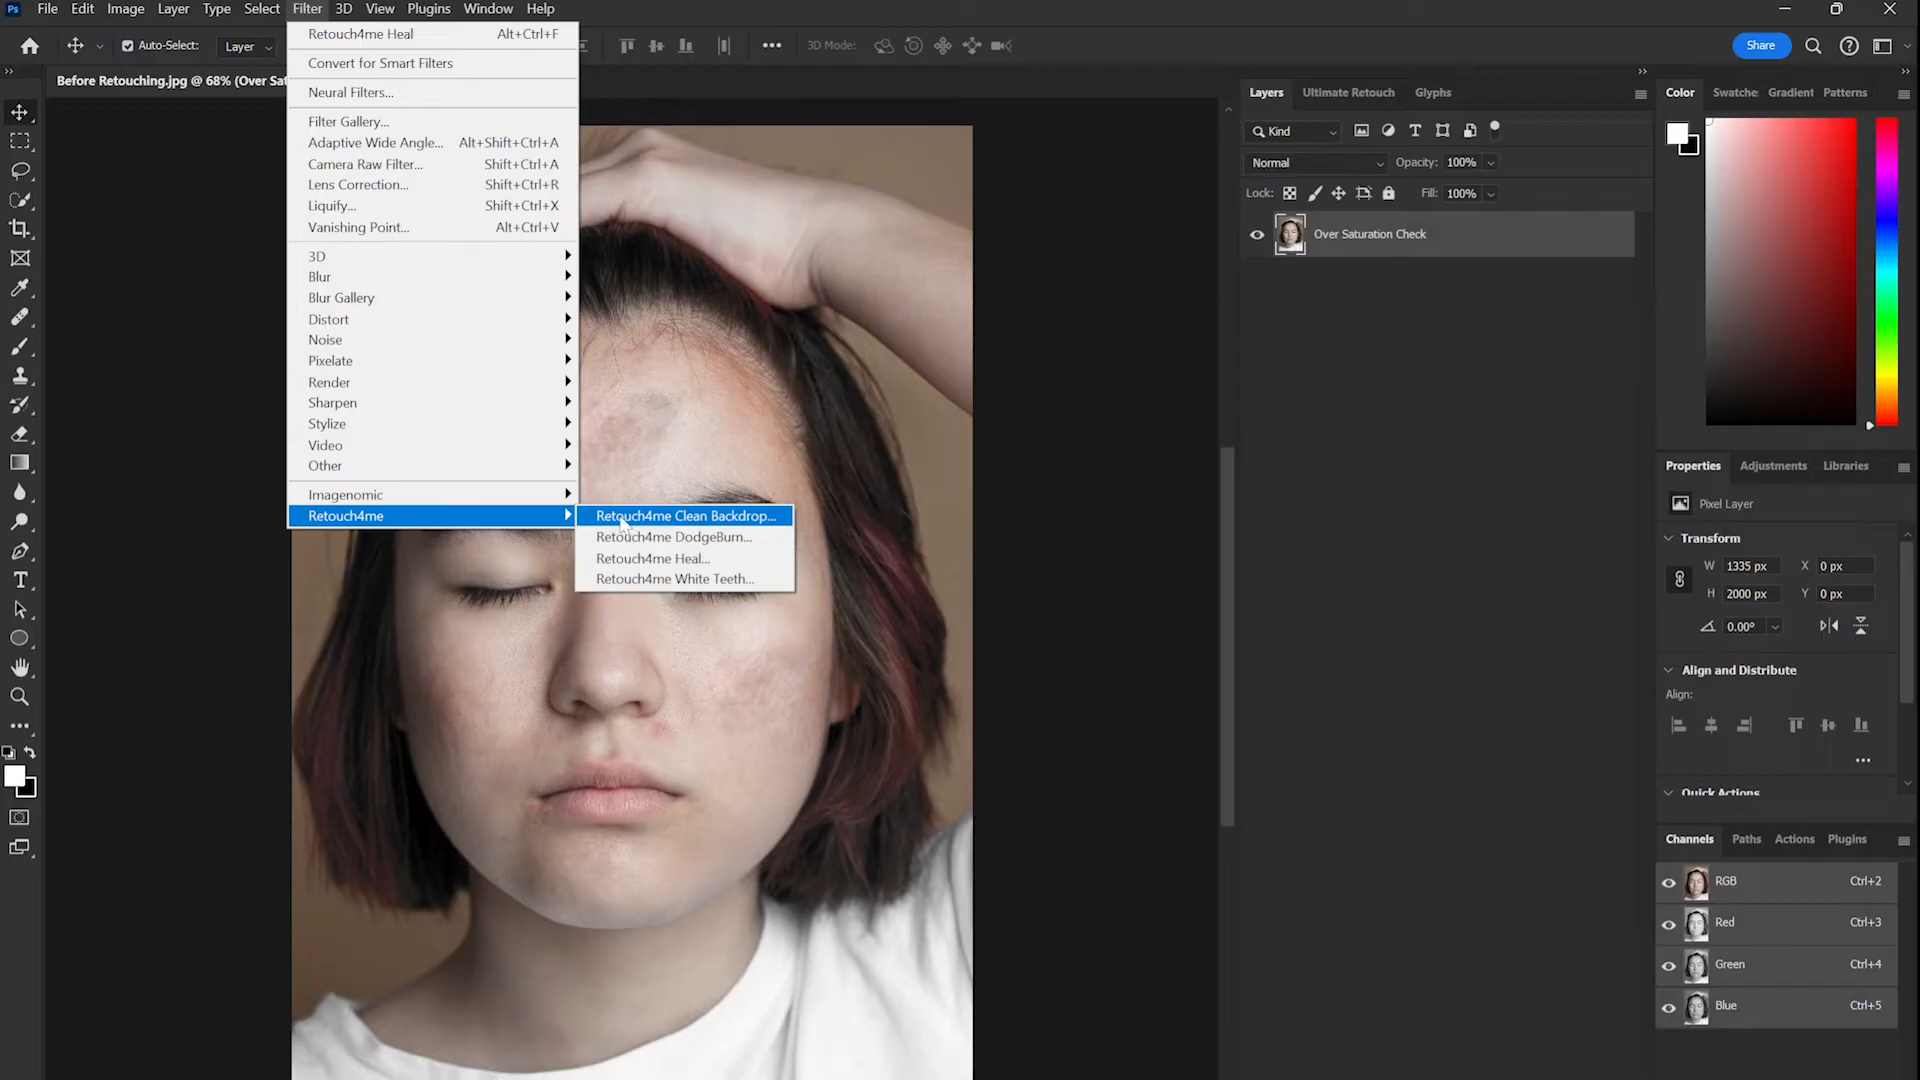 Ps File Edit Image Layer Type Select Filter 3D View Plugins Window Help
Auto-Select: Layer 3D Mode: Share
Before Retouching.jpg @ 68% (Over Sat
Retouch4me Heal Alt+Ctrl+F
Convert for Smart Filters
Neural Filters...
Filter Gallery...
Adaptive Wide Angle... Alt+Shift+Ctrl+A
Camera Raw Filter... Shift+Ctrl+A
Lens Correction... Shift+Ctrl+R
Liquify... Shift+Ctrl+X
Vanishing Point... Alt+Ctrl+V
3D
Blur
Blur Gallery
Distort
Noise
Pixelate
Render
Sharpen
Stylize
Video
Other
Imagenomic
Retouch4me
Retouch4me Clean Backdrop...
Retouch4me DodgeBurn...
Retouch4me Heal...
Retouch4me White Teeth...
Layers Ultimate Retouch Glyphs
Kind
Normal Opacity: 100%
Lock: Fill: 100%
Over Saturation Check
Color Swatche Gradient Patterns
Properties Adjustments Libraries
Pixel Layer
Transform
W 1335 px X 0 px
H 2000 px Y 0 px
0.00°
Align and Distribute
Align:
Quick Actions
Channels Paths Actions Plugins
RGB Ctrl+2
Red Ctrl+3
Green Ctrl+4
Blue Ctrl+5